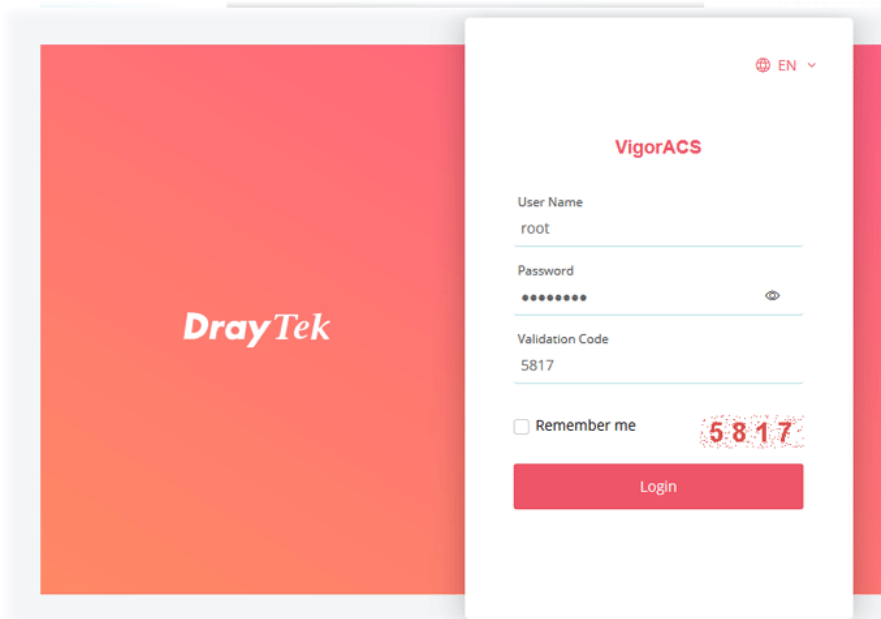 EN
VigorACS
User Name
root
Password
••••••••
DrayTek
Validation Code
5817
Remember me
5817
Login